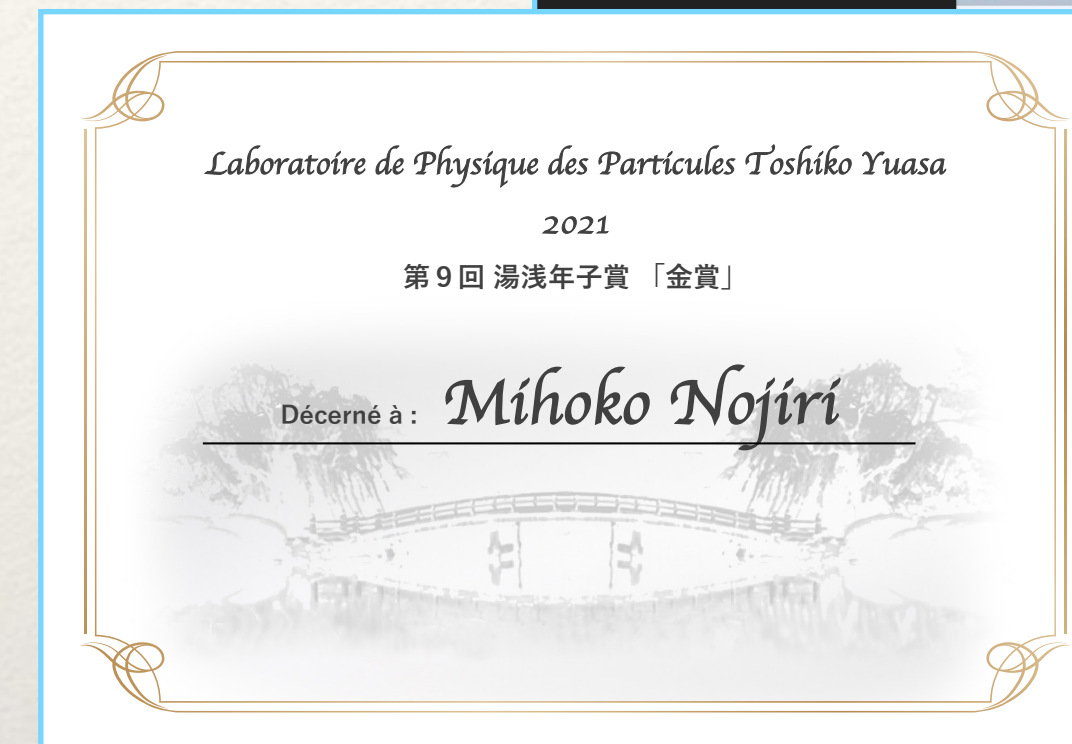 Laboratoire de Physique des Particules Toshiko Yuasa
2021
第9回 湯浅年子賞 「金賞」
Décerné à : Mihoko Nojiri